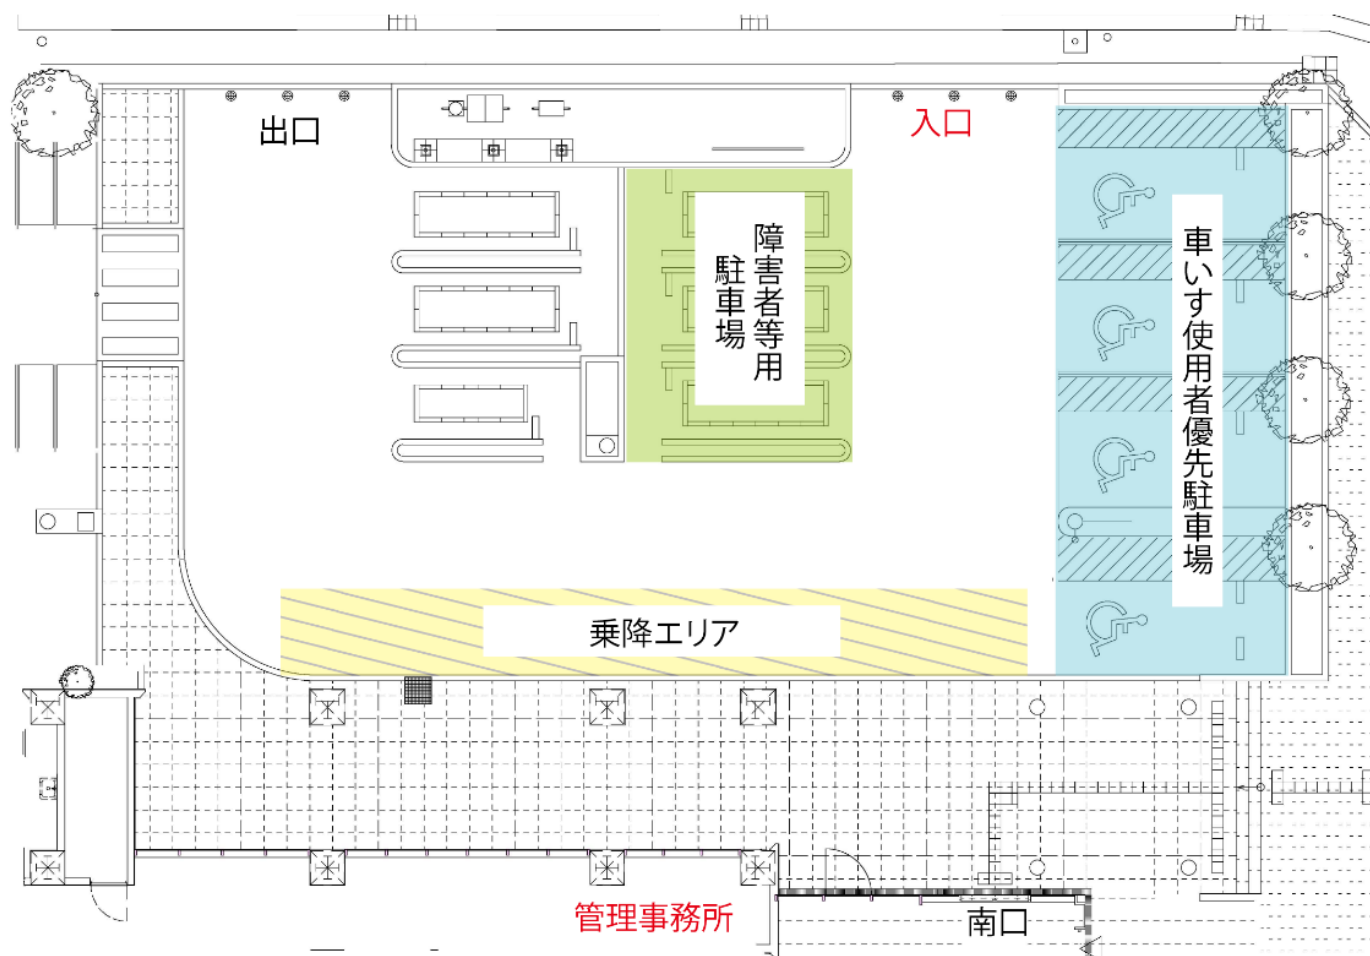 出口
入口
障害者等用
駐車場
車いす使用者優先駐車場
乗降エリア
管理事務所
南口